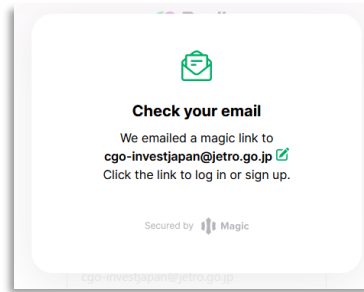 Check your email
We emailed a magic link to
cgo-investjapan@jetro.go.jp
Click the link to log in or sign up.
Secured by Magic
cgo-investjapan@jetro.go.jp